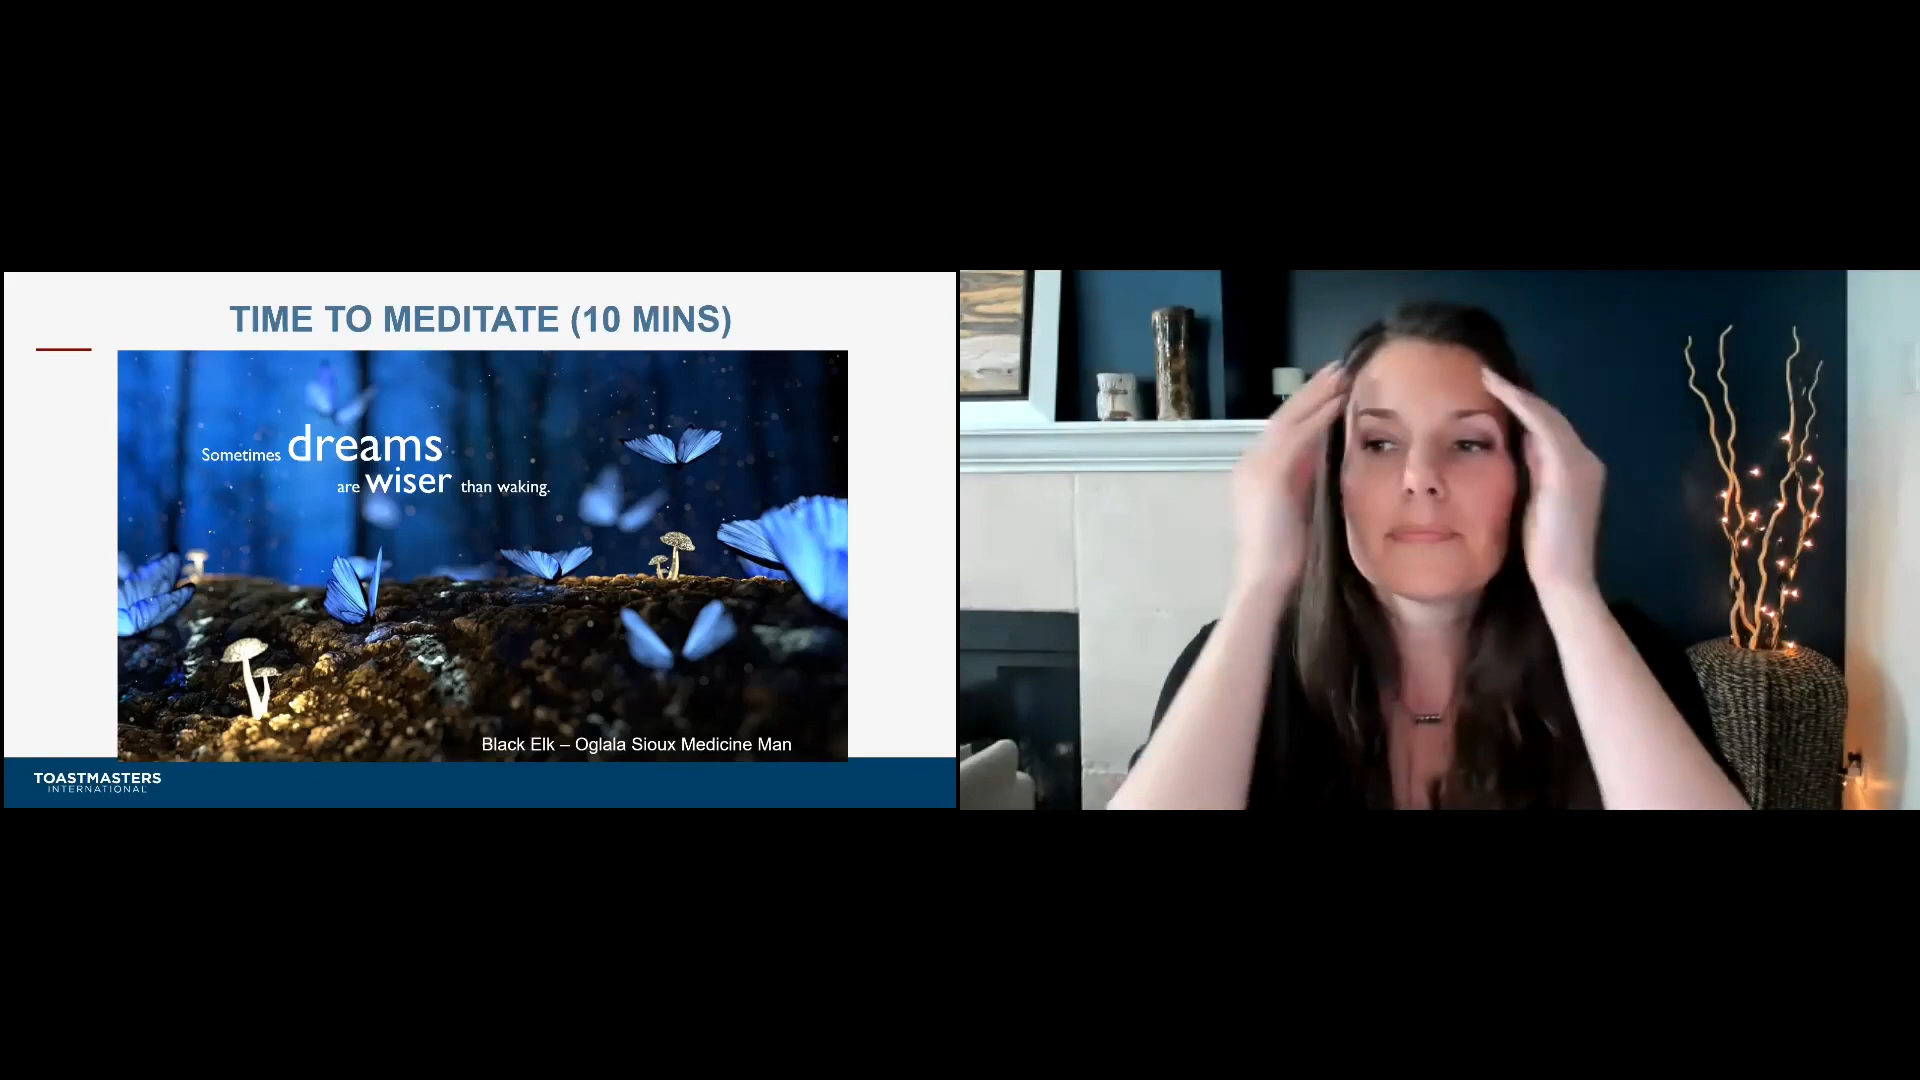 TIME TO MEDITATE (10 MINS)
Sometimes dreams
are wiser than waking.
Black Elk – Oglala Sioux Medicine Man
TOASTMASTERS
INTERNATIONAL